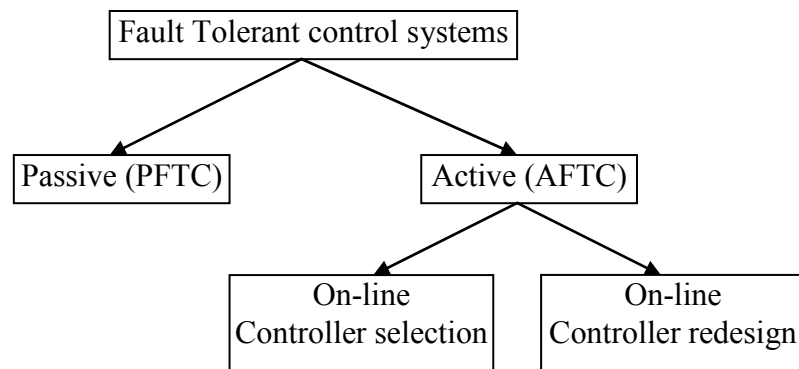 Fault Tolerant control systems
Passive (PFTC)
Active (AFTC)
On-line
Controller selection
On-line
Controller redesign